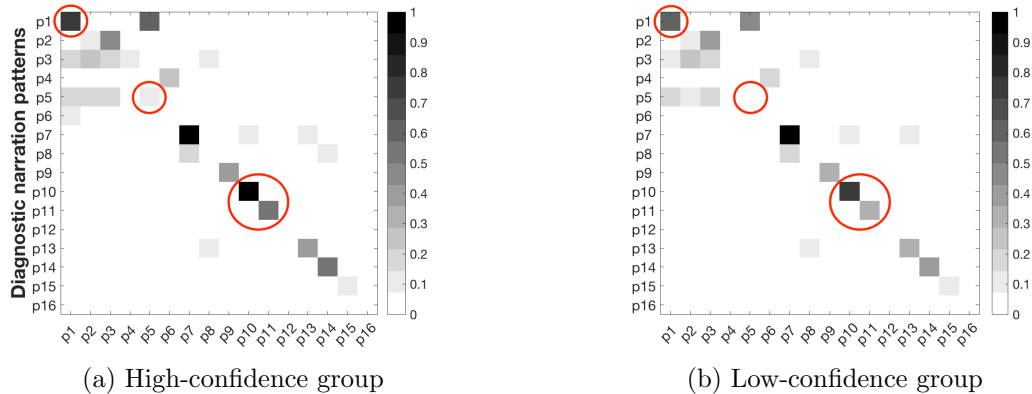 Diagnostic narration patterns
p1
p2
p3
p4
p5
p6
p7
p8
p9
p10
p11
p12
p13
p14
p15
p16
p1 p2 p3 p4 p5 p6 p7 p8 p9 p10 p11 p12 p13 p14 p15 p16
1
0.9
0.8
0.7
0.6
0.5
0.4
0.3
0.2
0.1
0
(a) High-confidence group
p1
p2
p3
p4
p5
p6
p7
p8
p9
p10
p11
p12
p13
p14
p15
p16
p1 p2 p3 p4 p5 p6 p7 p8 p9 p10 p11 p12 p13 p14 p15 p16
1
0.9
0.8
0.7
0.6
0.5
0.4
0.3
0.2
0.1
0
(b) Low-confidence group